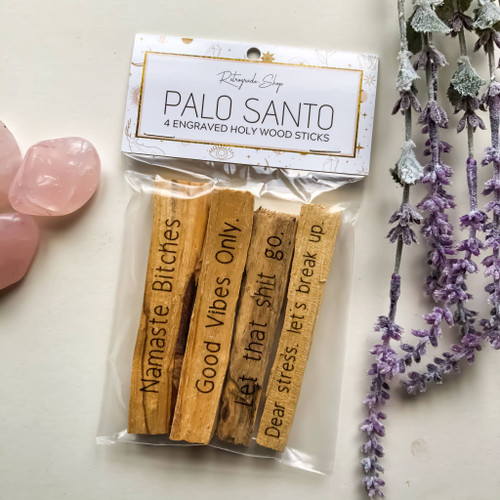 Retrograde Shop
PALO SANTO
4 ENGRAVED HOLY WOOD STICKS
Namaste Bitches
Good Vibes Only.
Let that shit go.
Dear stress. let's break up.